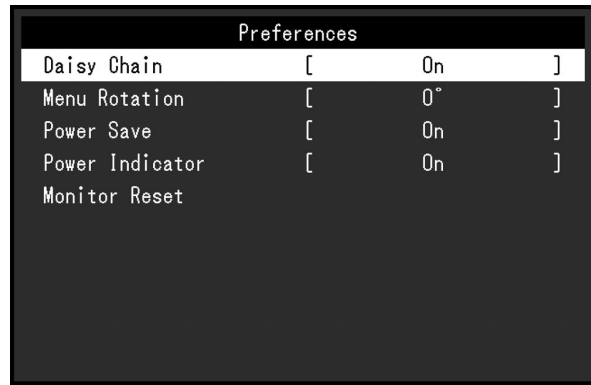 Preferences
Daisy Chain [ On ]
Menu Rotation [ 0° ]
Power Save [ On ]
Power Indicator [ On ]
Monitor Reset